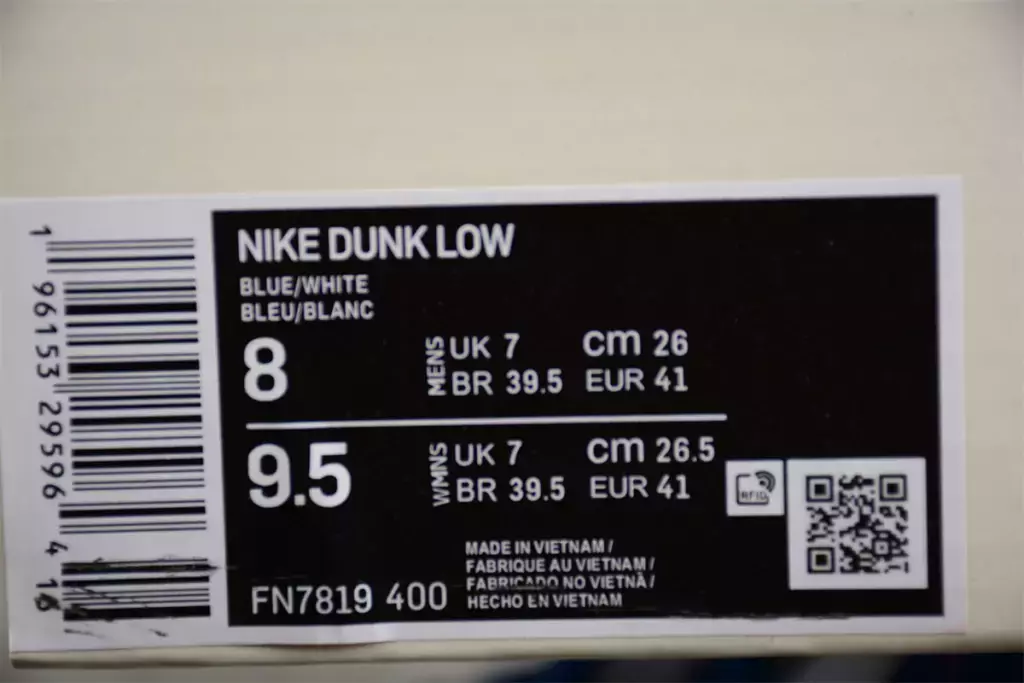 NIKE DUNK LOW
BLUE/WHITE
BLEU/BLANC
8
MENS
UK 7 cm 26
BR 39.5 EUR 41
9.5
WMNS
UK 7 cm 26.5
BR 39.5 EUR 41
RFID
MADE IN VIETNAM /
FABRIQUE AU VIETNAM /
FABRICADO NO VIETNÃ /
HECHO EN VIETNAM
FN7819 400
1 96153 29596 4